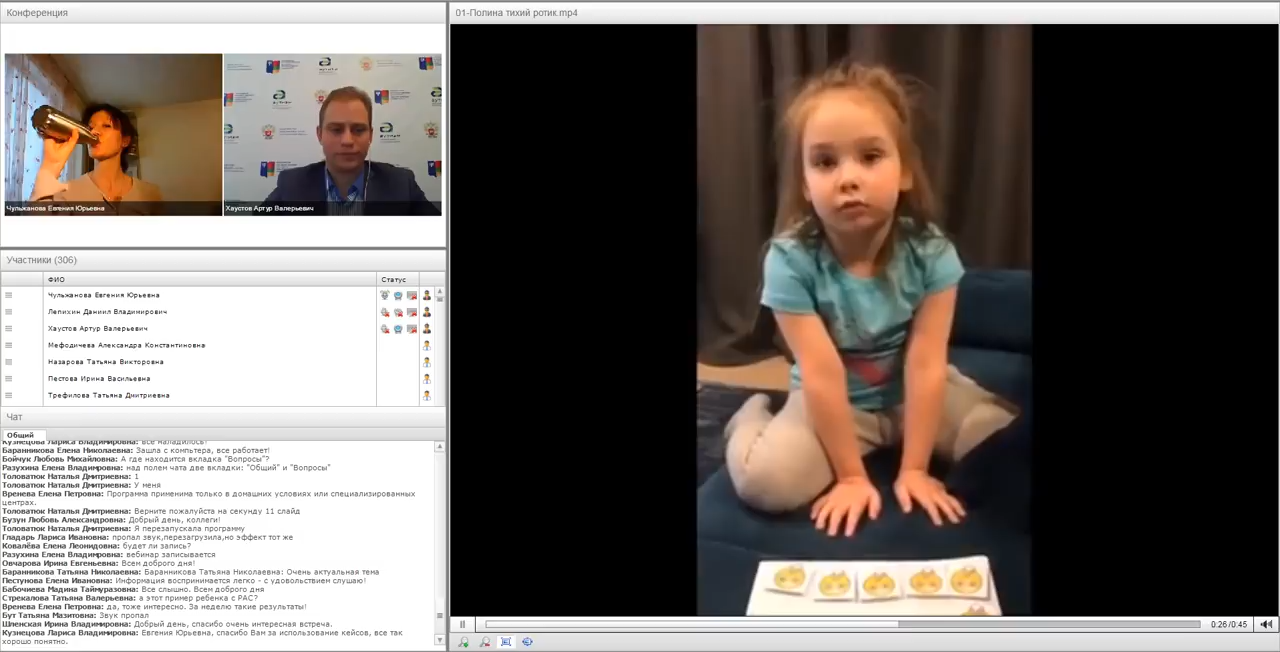 Конференция
Чульжанова Евгения Юрьевна
Хаустов Артур Валерьевич
Участники (306)
ФИО
Статус
Чульжанова Евгения Юрьевна
Лепихин Даниил Владимирович
Хаустов Артур Валерьевич
Мефодичева Александра Константиновна
Назарова Татьяна Викторовна
Пестова Ирина Васильевна
Трефилова Татьяна Дмитриевна
Чат
Общий
Кузнецова Лариса Владимировна: все наладилось!
Баранникова Елена Николаевна: Зашла с компьтера, все работает!
Бойчук Любовь Михайловна: А где находится вкладка "Вопросы"?
Разухина Елена Владимировна: над полем чата две вкладки: "Общий" и "Вопросы"
Толоватюк Наталья Дмитриевна: 1
Толоватюк Наталья Дмитриевна: У меня
Вренева Елена Петровна: Программа применима только в домашних условиях или специализированных
центрах.
Толоватюк Наталья Дмитриевна: Верните пожалуйста на секунду 11 слайд
Бузун Любовь Александровна: Добрый день, коллеги!
Толоватюк Наталья Дмитриевна: Я перезапускала программу
Гладарь Лариса Ивановна: пропал звук,перезагрузила,но эффект тот же
Ковалёва Елена Леонидовна: будет ли запись?
Разухина Елена Владимировна: вебинар записывается
Овчарова Ирина Евгеньевна: Всем доброго дня!
Баранникова Татьяна Николаевна: Баранникова Татьяна Николаевна: Очень актуальная тема
Пестунова Елена Ивановна: Информация воспринимается легко - с удовольствием слушаю!
Бабочиева Мадина Таймуразовна: Все слышно. Всем доброго дня
Стрекалова Татьяна Валерьевна: а этот пример ребенка с РАС?
Вренева Елена Петровна: да, тоже интересно. За неделю такие результаты!
Бут Татьяна Мазитовна: Звук пропал
Шленская Ирина Владимировна: Добрый день, спасибо очень интересная встреча.
Кузнецова Лариса Владимировна: Евгения Юрьевна, спасибо Вам за использование кейсов, все так
хорошо понятно.
01-Полина тихий ротик.mp4
0:26/0:45